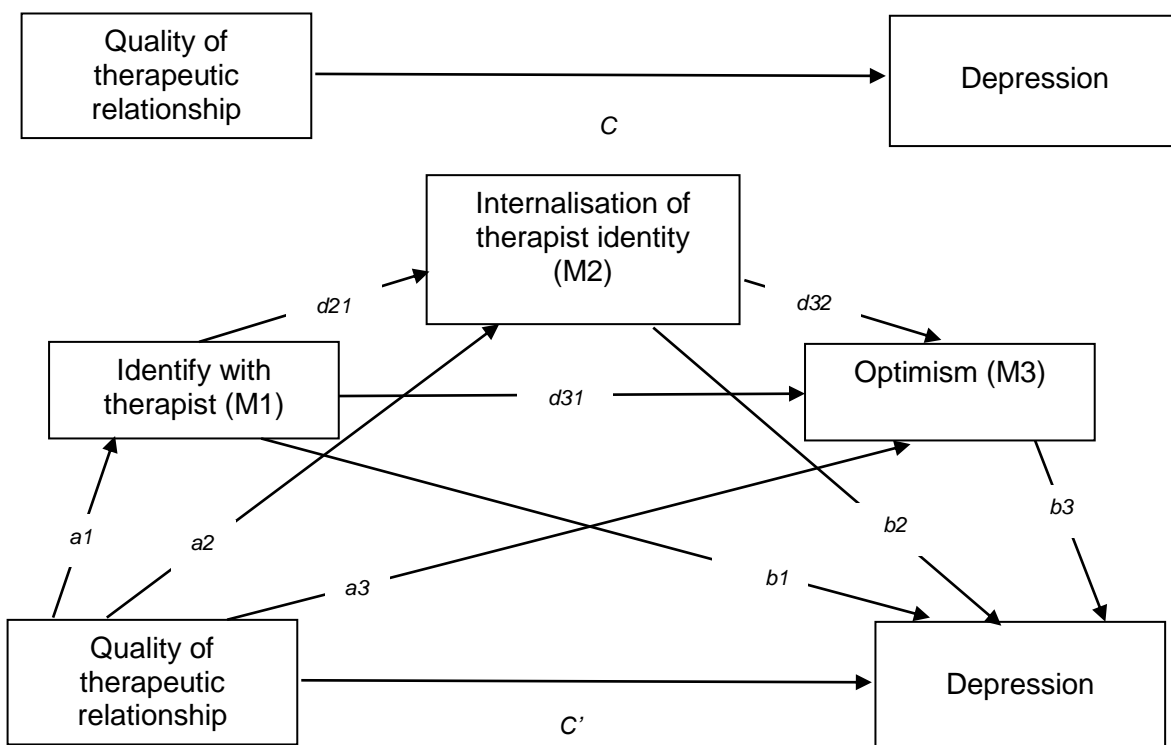 Quality of
therapeutic
relationship
Depression
C
Internalisation of
therapist identity
(M2)
d21
d32
Identify with
therapist (M1)
Optimism (M3)
d31
a1
a2
a3
b1
b2
b3
Quality of
therapeutic
relationship
Depression
C’